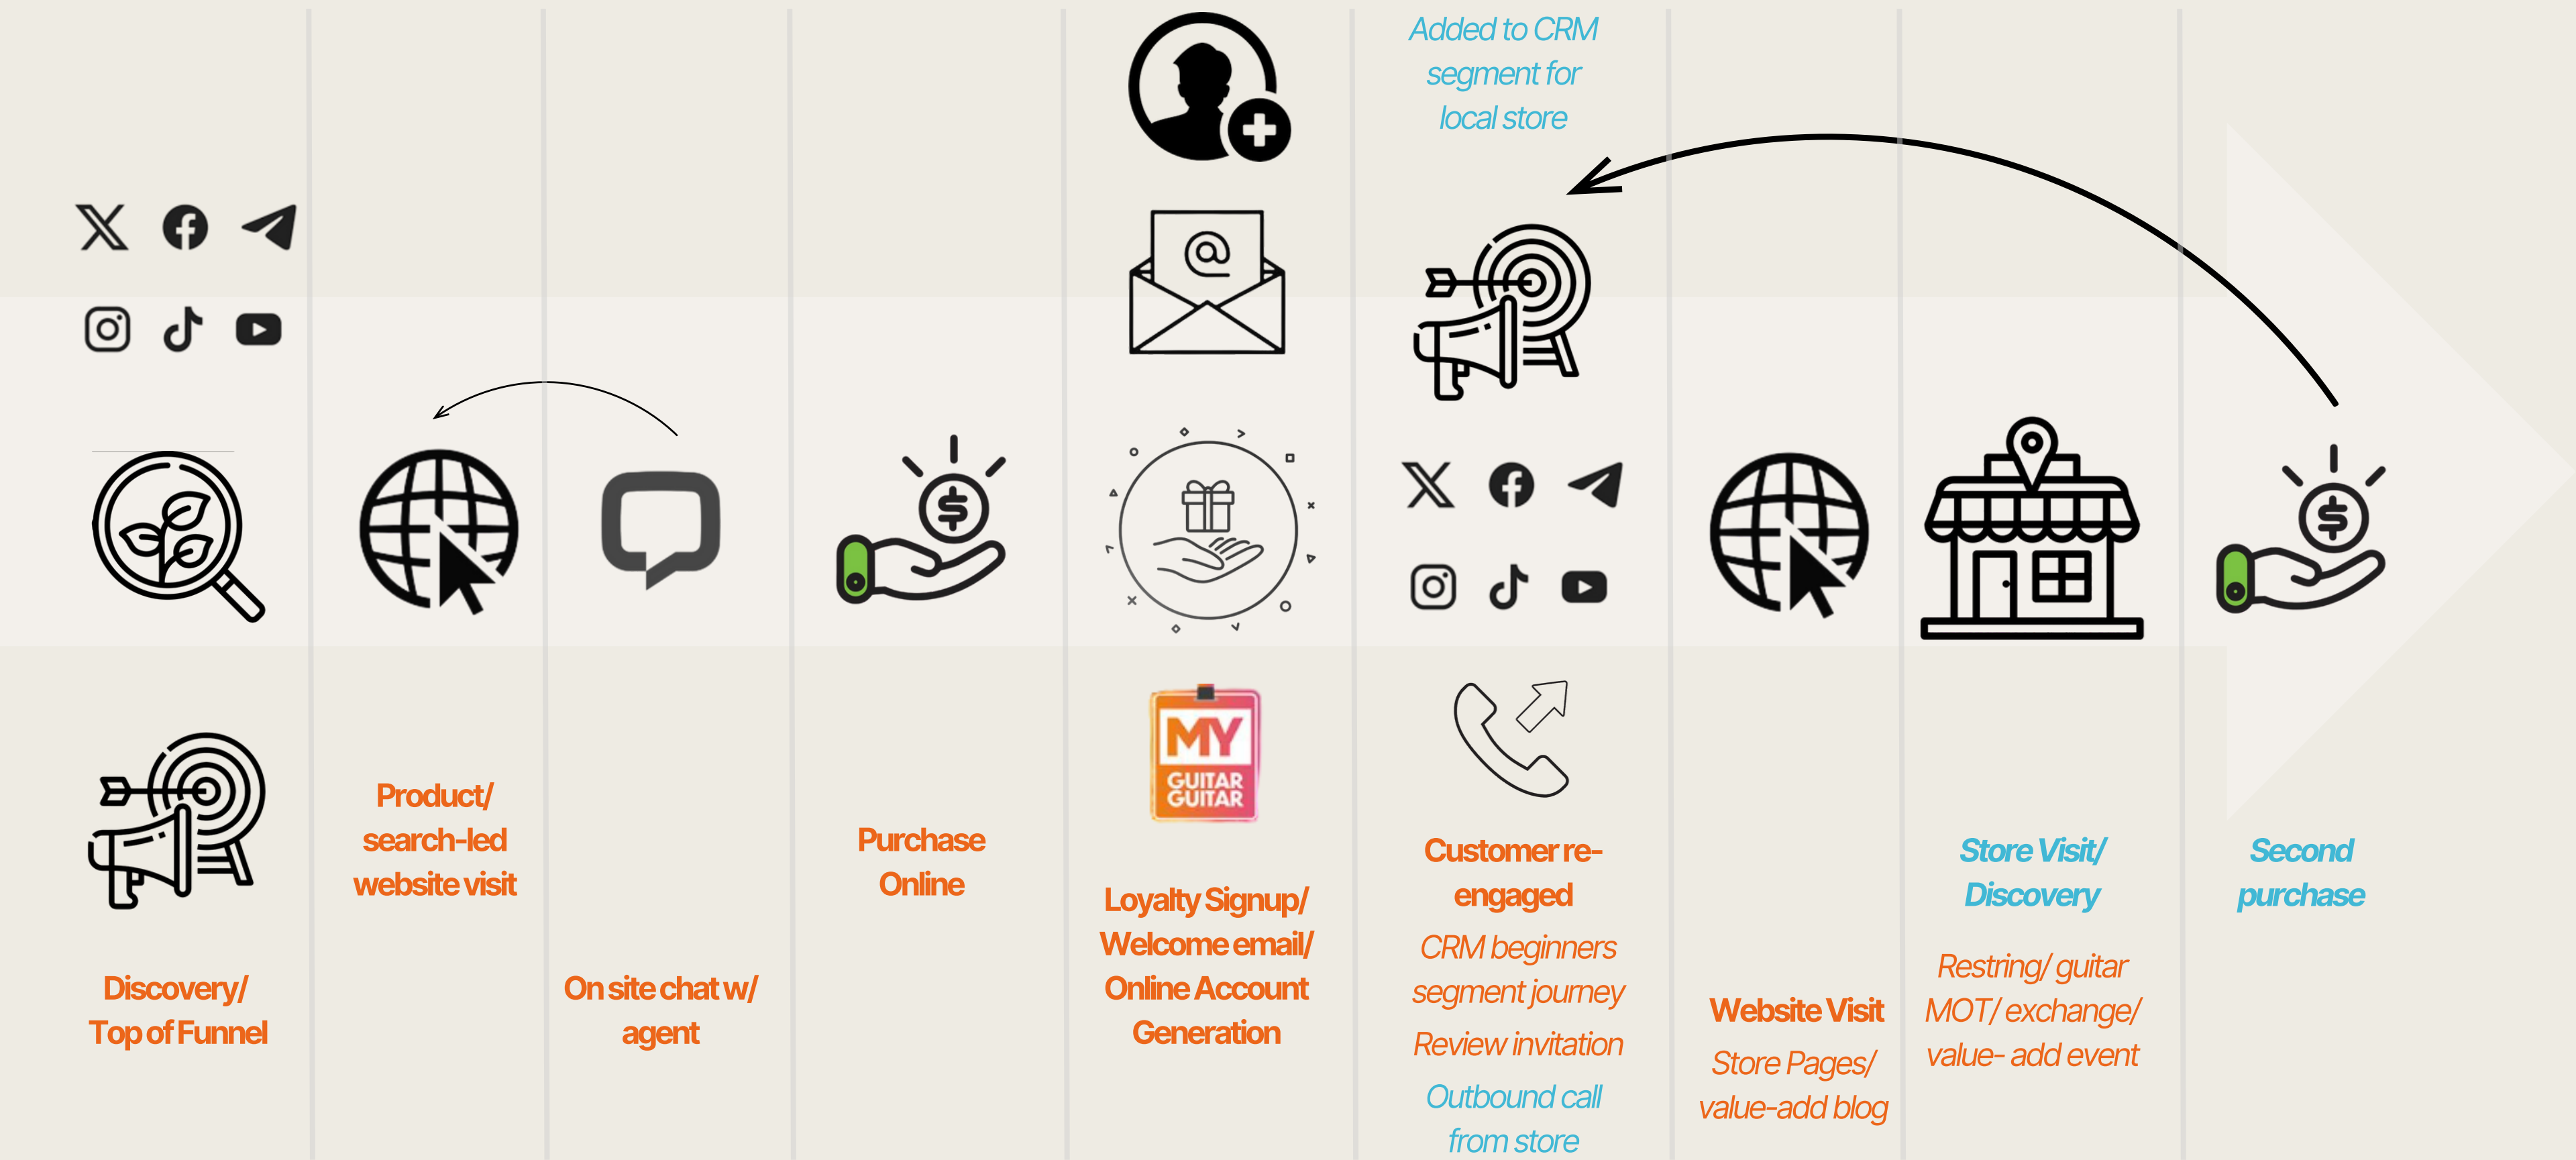 Discovery/
Top of Funnel
Product/
search-led
website visit
On site chat w/
agent
Purchase
Online
@
MY
GUITAR
GUITAR
Loyalty Signup/
Welcome email/
Online Account
Generation
Added to CRM
segment for
local store
Customer re-
engaged
CRM beginners
segment journey
Review invitation
Outbound call
from store
Website Visit
Store Pages/
value-add blog
Store Visit/
Discovery
Restring/ guitar
MOT/ exchange/
value- add event
$
$
Second
purchase